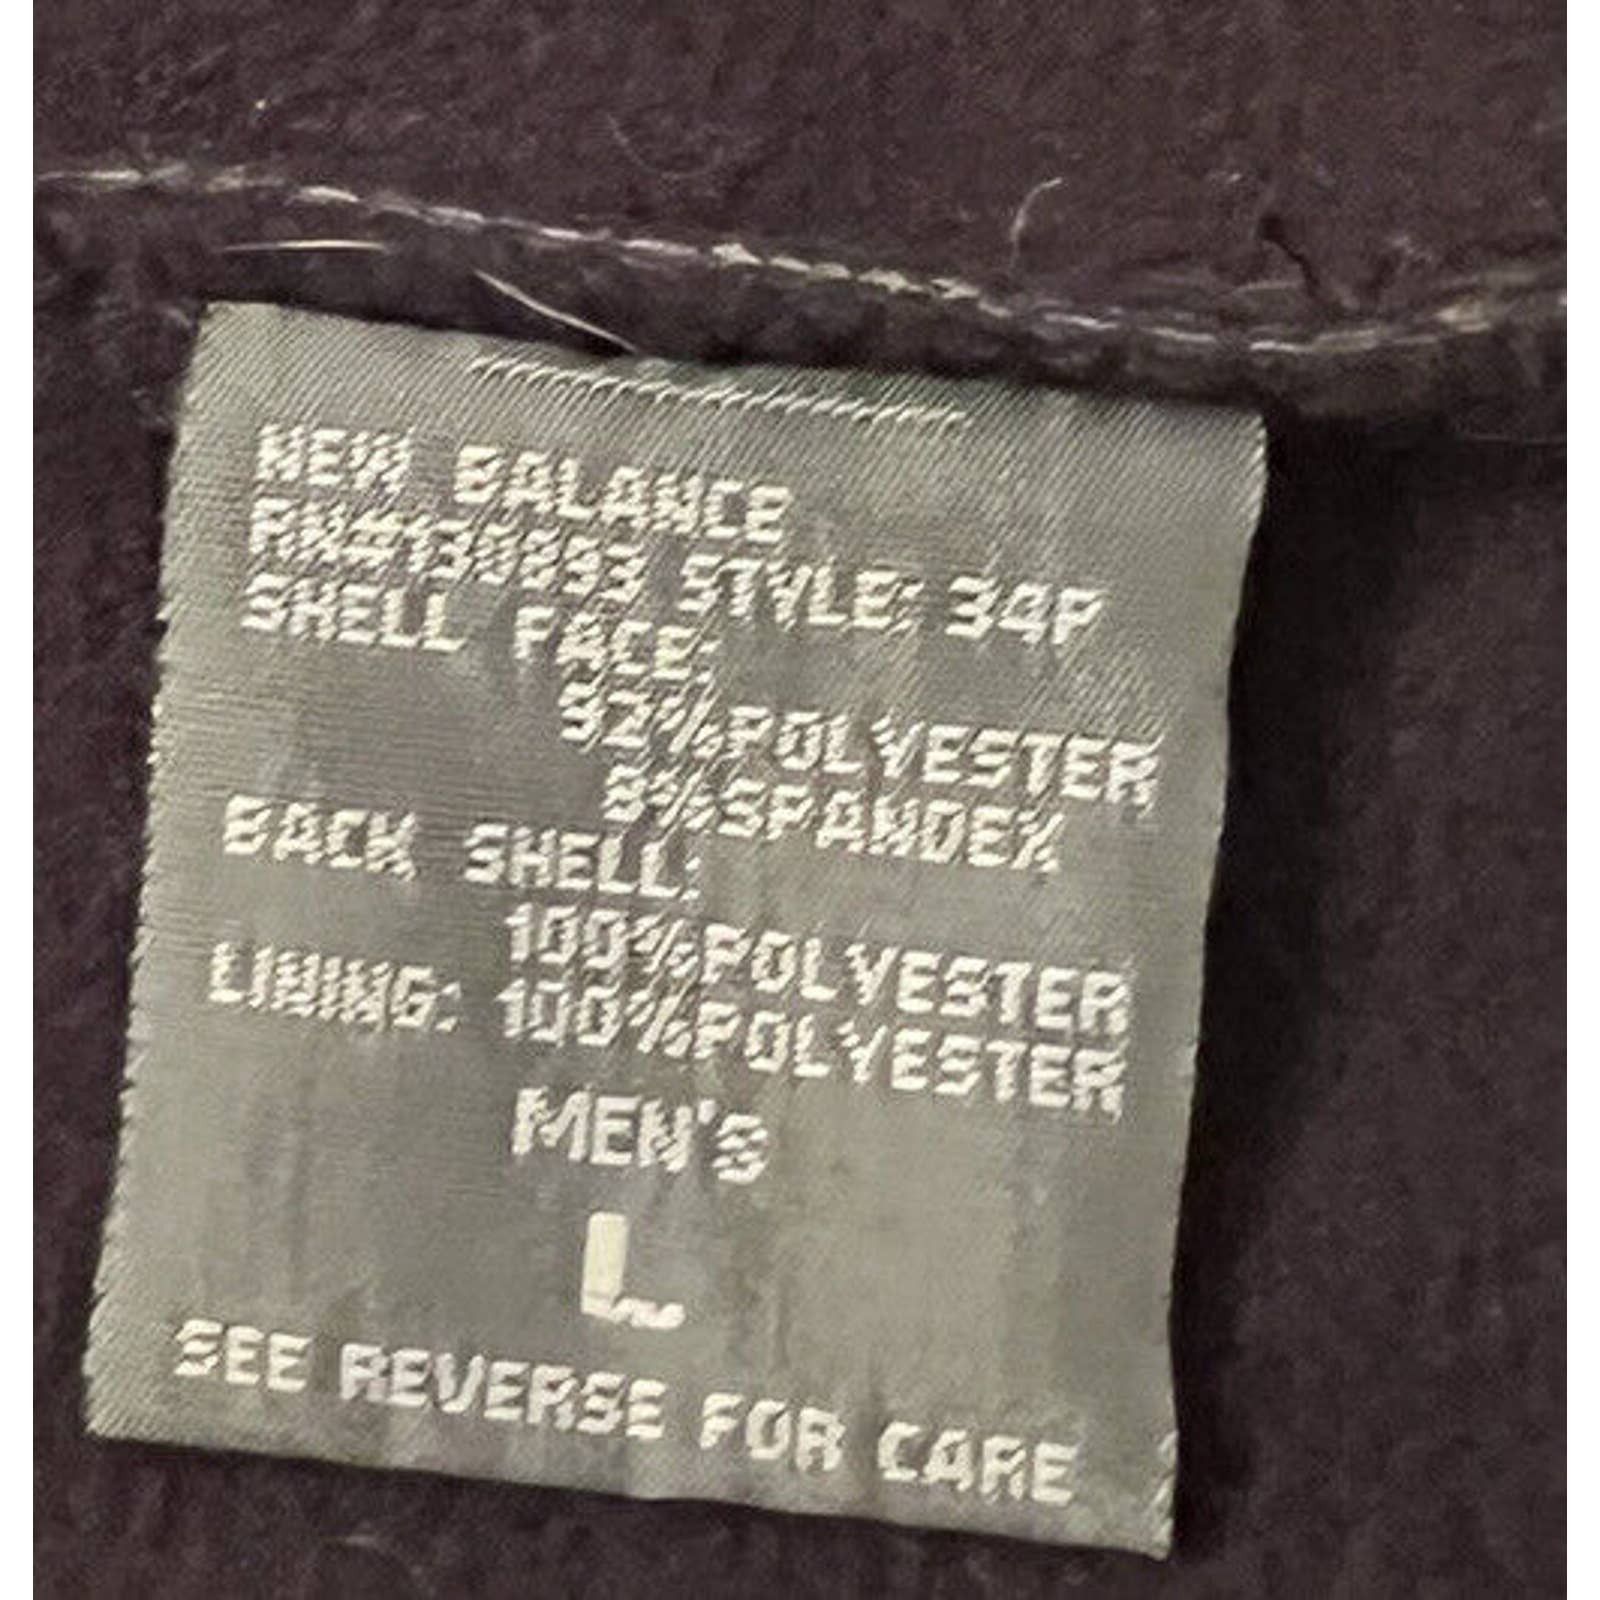 NEW BALANCE
RN#130893 STYLE: 34P
SHELL FACE:
92%POLYESTER
8%SPANDEX
BACK SHELL:
100%POLYESTER
LINING: 100%POLYESTER
MEN'S
L
SEE REVERSE FOR CARE